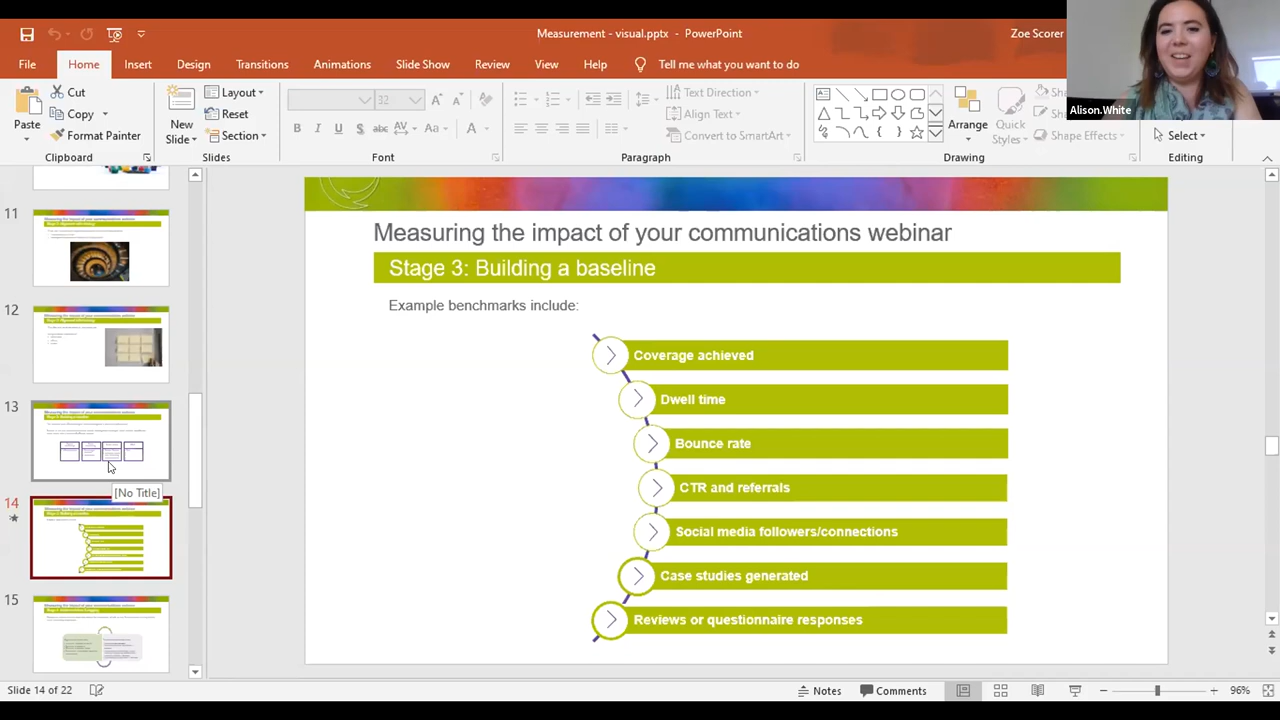 Measurement - visual.pptx - PowerPoint
Zoe Scorer
File Home Insert Design Transitions Animations Slide Show Review View Help Tell me what you want to do
Alison.White
Paste
Cut
Copy
Format Painter
Clipboard
New Slide
Layout
Reset
Section
Slides
32
Font
Text Direction
Align Text
Convert to SmartArt
Paragraph
Arrange
Quick Styles
Shape Effects
Drawing
Select
Editing
11
12
13
[No Title]
14
15
Measuring the impact of your communications webinar
Stage 3: Building a baseline
Example benchmarks include:
Coverage achieved
Dwell time
Bounce rate
CTR and referrals
Social media followers/connections
Case studies generated
Reviews or questionnaire responses
Slide 14 of 22
Notes
Comments
96%